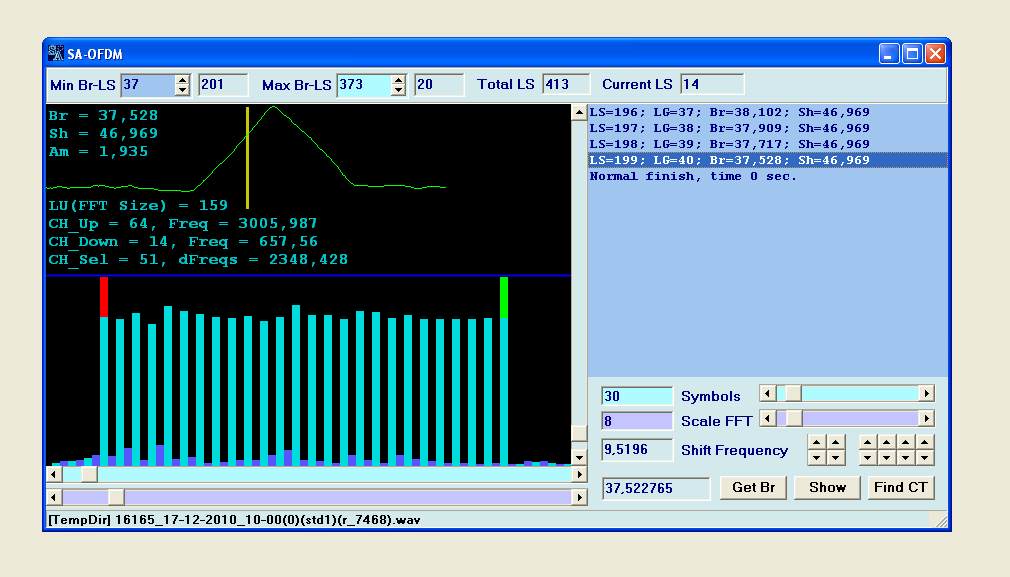 SA-OFDM
Min Br-LS 37 201 Max Br-LS 373 20 Total LS 413 Current LS 14
Br = 37,528
Sh = 46,969
Am = 1,935
LU(FFT Size) = 159
CH_Up = 64, Freq = 3005,987
CH_Down = 14, Freq = 657,56
CH_Sel = 51, dFreqs = 2348,428
LS=196; LG=37; Br=38,102; Sh=46,969
LS=197; LG=38; Br=37,909; Sh=46,969
LS=198; LG=39; Br=37,717; Sh=46,969
LS=199; LG=40; Br=37,528; Sh=46,969
Normal finish, time 0 sec.
30 Symbols
8 Scale FFT
9,5196 Shift Frequency
37,522765 Get Br Show Find CT
[TempDir] 16165_17-12-2010_10-00(0)(std1)(r_7468).wav